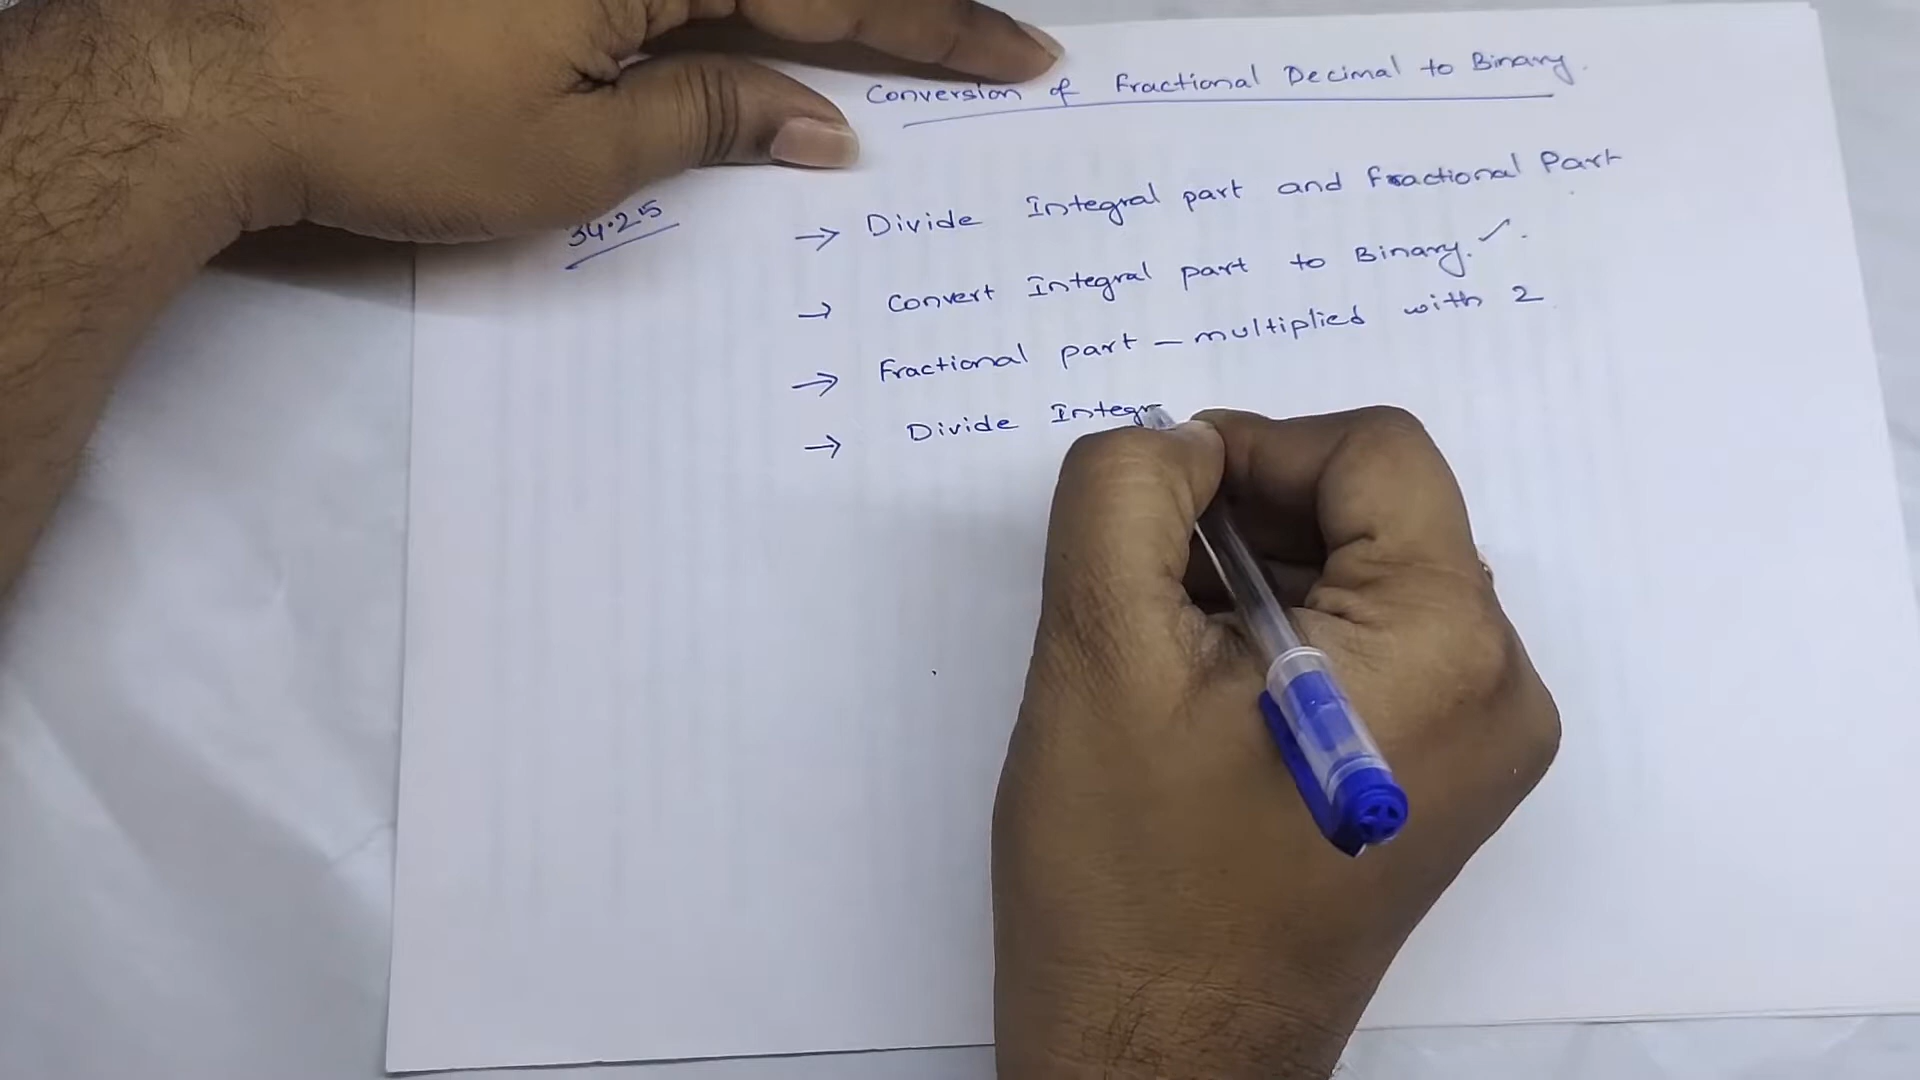 Conversion of Fractional Decimal to Binary.
34.25
→ Divide Integral part and Fractional Part
→ Convert Integral part to Binary. ✓.
→ Fractional part - multiplied with 2
→ Divide Integr